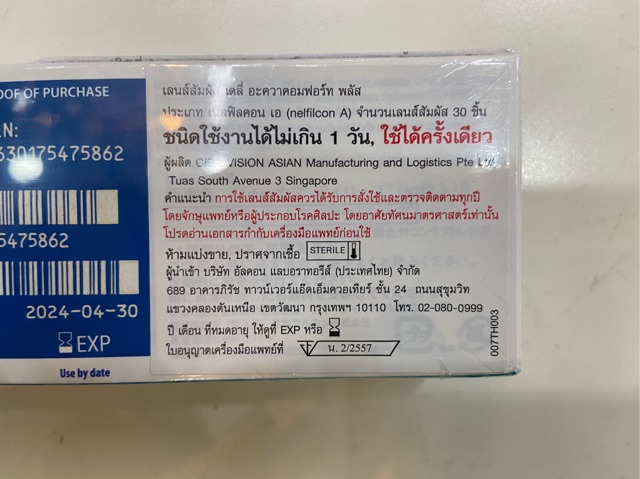 OOF OF PURCHASE
LN:
630175475862
5475862
2024-04-30
EXP
Use by date
เลนส์สัมผัส เดลี่ อะควาคอมฟอร์ท พลัส
ประเภท เนลฟิลคอน เอ (nelfilcon A) จำนวนเลนส์สัมผัส 30 ชิ้น
ชนิดใช้งานได้ไม่เกิน 1 วัน, ใช้ได้ครั้งเดียว
ผู้ผลิต CIBA VISION ASIAN Manufacturing and Logistics Pte Ltd
Tuas South Avenue 3 Singapore
คำแนะนำ การใช้เลนส์สัมผัสควรได้รับการสั่งใช้และตรวจติดตามทุกปี
โดยจักษุแพทย์หรือผู้ประกอบโรคศิลปะ โดยอาศัยทัศนมาตรศาสตร์เท่านั้น
โปรดอ่านเอกสารกำกับเครื่องมือแพทย์ก่อนใช้
ห้ามแบ่งขาย, ปราศจากเชื้อ STERILE
ผู้นำเข้า บริษัท อัลคอน แลบอราทอรีส์ (ประเทศไทย) จำกัด
689 อาคารภิรัช ทาวน์เวอร์แอ๊ดเอ็มควอเทียร์ ชั้น 24 ถนนสุขุมวิท
แขวงคลองตันเหนือ เขตวัฒนา กรุงเทพฯ 10110 โทร. 02-080-0999
ปี เดือน ที่หมดอายุ ให้ดูที่ EXP หรือ
ใบอนุญาตเครื่องมือแพทย์ที่ น. 2/2557
007TH003